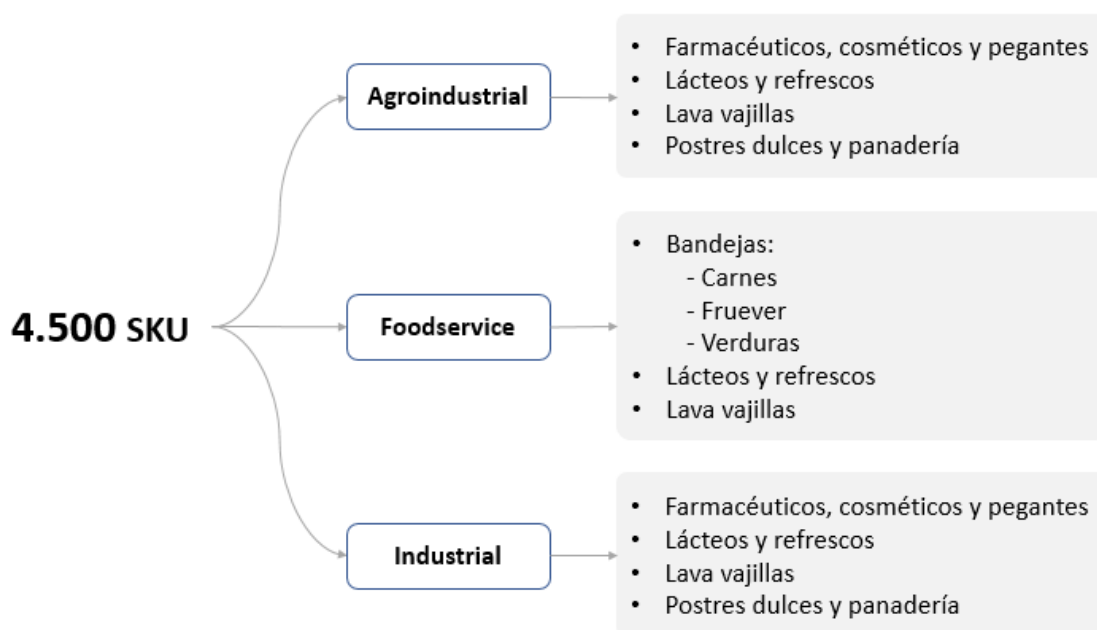 4.500 SKU
Agroindustrial
• Farmacéuticos, cosméticos y pegantes
• Lácteos y refrescos
• Lava vajillas
• Postres dulces y panadería
Foodservice
• Bandejas:
- Carnes
- Fruever
- Verduras
• Lácteos y refrescos
• Lava vajillas
Industrial
• Farmacéuticos, cosméticos y pegantes
• Lácteos y refrescos
• Lava vajillas
• Postres dulces y panadería